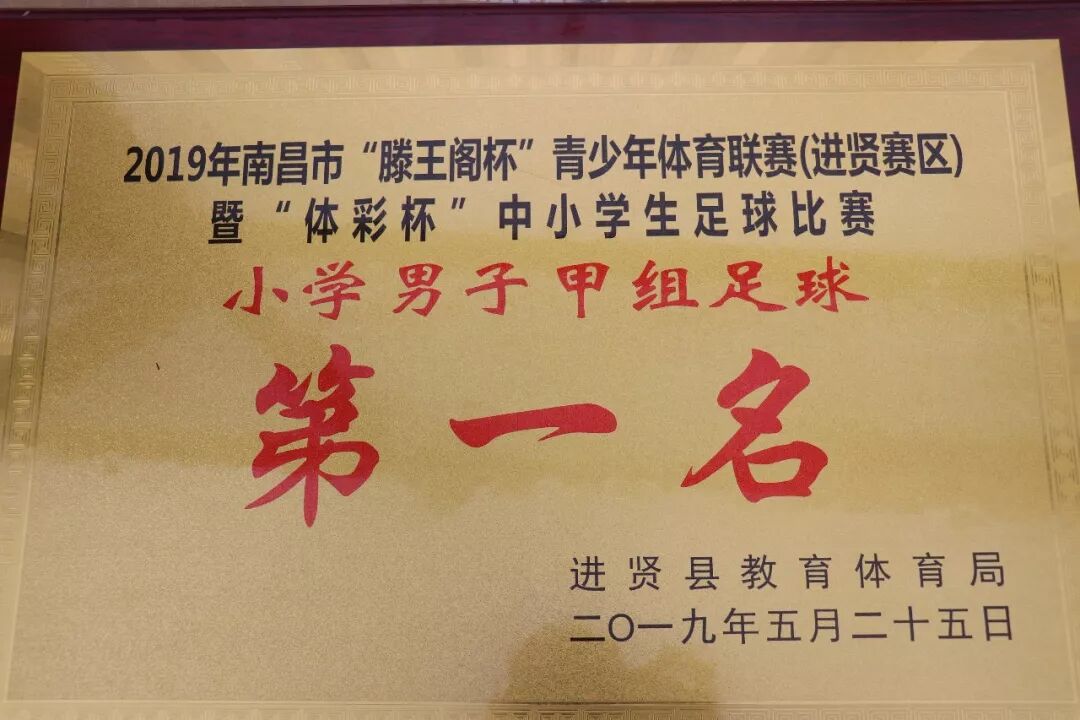 2019年南昌市“滕王阁杯”青少年体育联赛(进贤赛区)
暨“体彩杯”中小学生足球比赛
小学男子甲组足球
第一名
进贤县教育体育局
二〇一九年五月二十五日